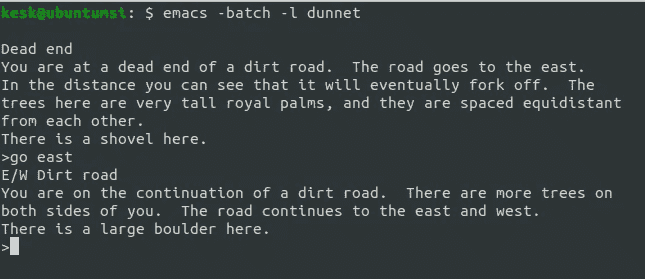 kesk@ubuntumst: $ emacs -batch -l dunnet
Dead end
You are at a dead end of a dirt road.  The road goes to the east.
In the distance you can see that it will eventually fork off.  The
trees here are very tall royal palms, and they are spaced equidistant
from each other.
There is a shovel here.
>go east
E/W Dirt road
You are on the continuation of a dirt road.  There are more trees on
both sides of you.  The road continues to the east and west.
There is a large boulder here.
>